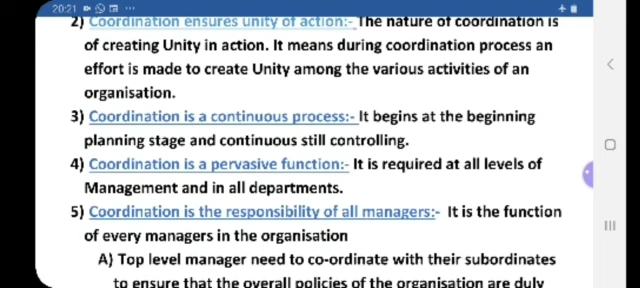 20:21
2) Coordination ensures unity of action:- The nature of coordination is
of creating Unity in action. It means during coordination process an
effort is made to create Unity among the various activities of an
organisation.
3) Coordination is a continuous process:- It begins at the beginning
planning stage and continuous still controlling.
4) Coordination is a pervasive function:- It is required at all levels of
Management and in all departments.
5) Coordination is the responsibility of all managers:- It is the function
of every managers in the organisation
A) Top level manager need to co-ordinate with their subordinates
to ensure that the overall policies of the organisation are duly